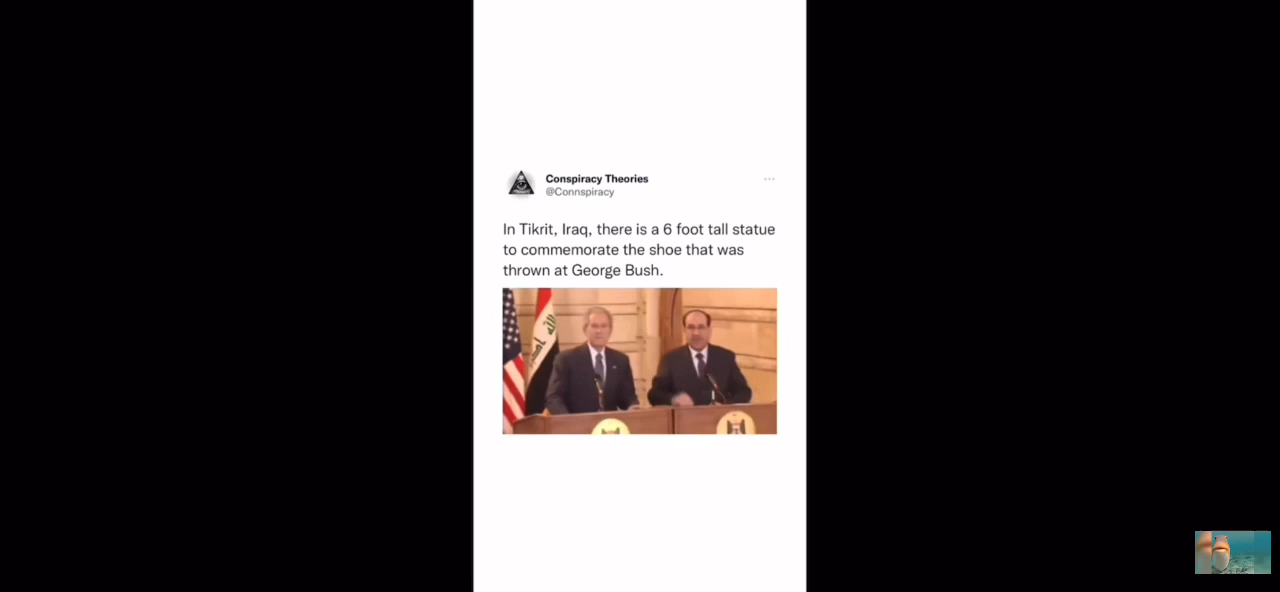 Conspiracy Theories
@Connspiracy
In Tikrit, Iraq, there is a 6 foot tall statue
to commemorate the shoe that was
thrown at George Bush.